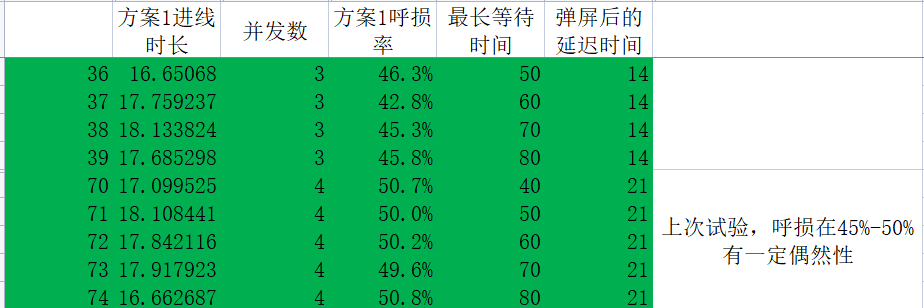 方案1进线时长 并发数 方案1呼损率 最长等待时间 弹屏后的延迟时间
36 16.65068 3 46.3% 50 14
37 17.759237 3 42.8% 60 14
38 18.133824 3 45.3% 70 14
39 17.685298 3 45.8% 80 14
70 17.099525 4 50.7% 40 21
71 18.108441 4 50.0% 50 21
72 17.842116 4 50.2% 60 21
73 17.917923 4 49.6% 70 21
74 16.662687 4 50.8% 80 21
上次试验，呼损在45%-50%
有一定偶然性